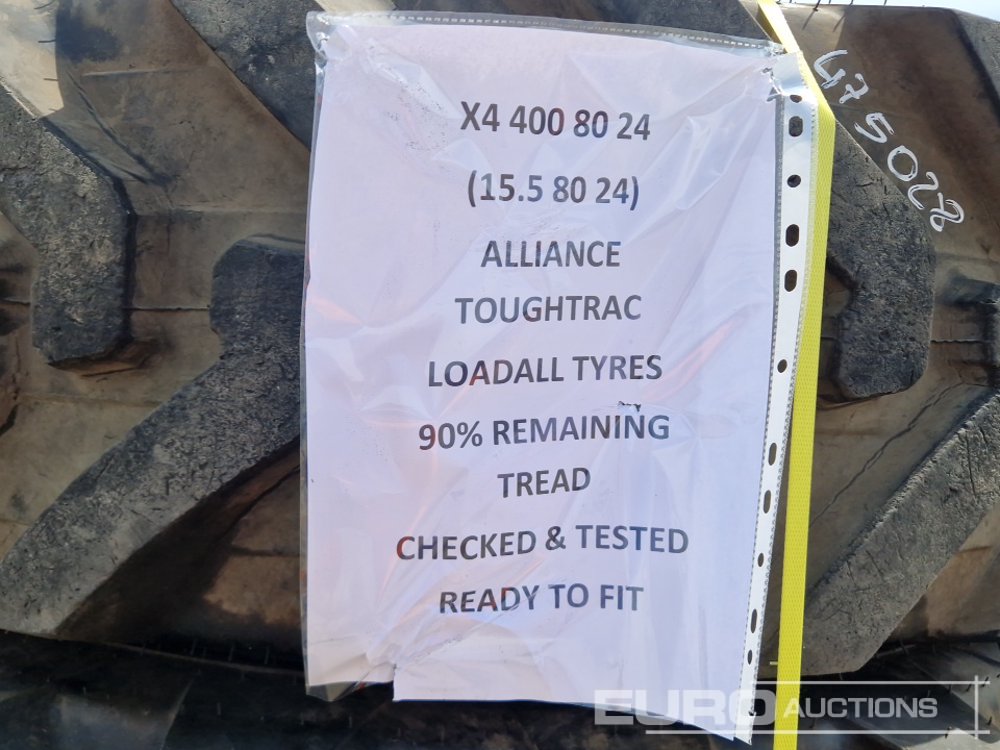 X4 400 80 24
(15.5 80 24)
ALLIANCE
TOUGHTRAC
LOADALL TYRES
90% REMAINING
TREAD
CHECKED & TESTED
READY TO FIT
475028
EURO AUCTIONS